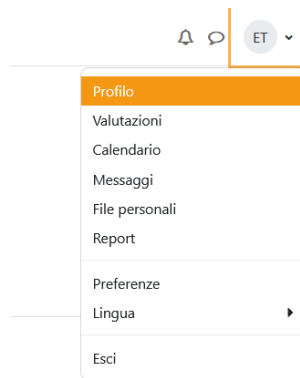 ET
Profilo
Valutazioni
Calendario
Messaggi
File personali
Report
Preferenze
Lingua
Esci